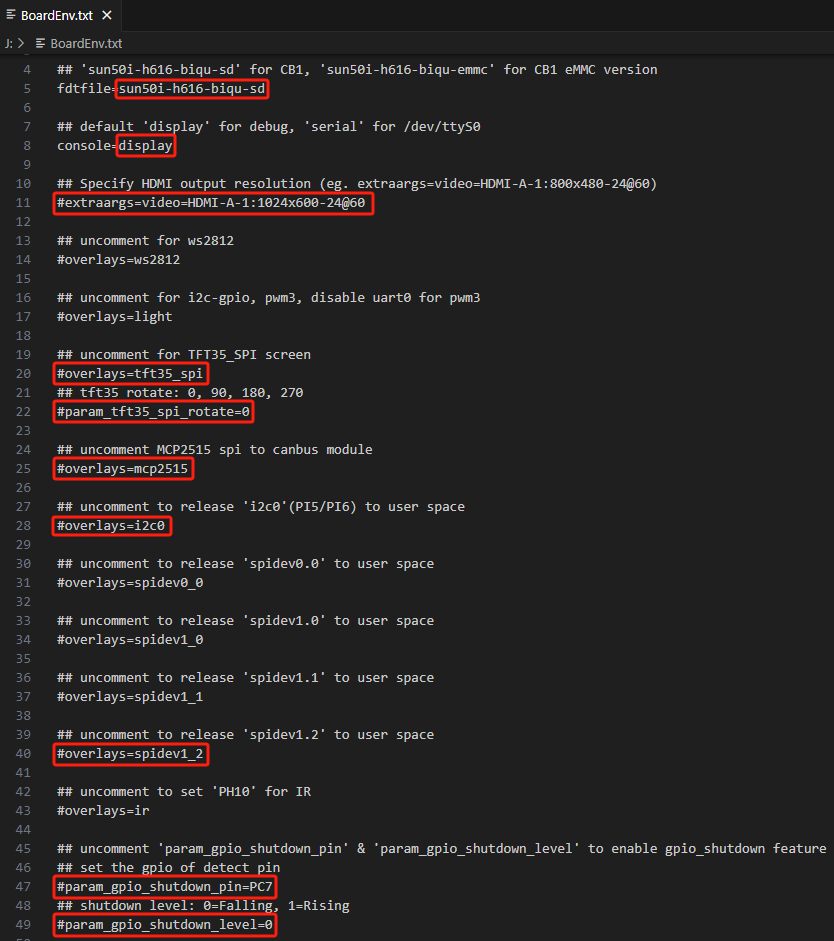 BoardEnv.txt
J: > BoardEnv.txt
4 ## 'sun50i-h616-biqu-sd' for CB1, 'sun50i-h616-biqu-emmc' for CB1 eMMC version
5 fdtfile=sun50i-h616-biqu-sd
6
7 ## default 'display' for debug, 'serial' for /dev/ttyS0
8 console=display
9
10 ## Specify HDMI output resolution (eg. extraargs=video=HDMI-A-1:800x480-24@60)
11 #extraargs=video=HDMI-A-1:1024x600-24@60
12
13 ## uncomment for ws2812
14 #overlays=ws2812
15
16 ## uncomment for i2c-gpio, pwm3, disable uart0 for pwm3
17 #overlays=light
18
19 ## uncomment for TFT35_SPI screen
20 #overlays=tft35_spi
21 ## tft35 rotate: 0, 90, 180, 270
22 #param_tft35_spi_rotate=0
23
24 ## uncomment MCP2515 spi to canbus module
25 #overlays=mcp2515
26
27 ## uncomment to release 'i2c0'(PI5/PI6) to user space
28 #overlays=i2c0
29
30 ## uncomment to release 'spidev0.0' to user space
31 #overlays=spidev0_0
32
33 ## uncomment to release 'spidev1.0' to user space
34 #overlays=spidev1_0
35
36 ## uncomment to release 'spidev1.1' to user space
37 #overlays=spidev1_1
38
39 ## uncomment to release 'spidev1.2' to user space
40 #overlays=spidev1_2
41
42 ## uncomment to set 'PH10' for IR
43 #overlays=ir
44
45 ## uncomment 'param_gpio_shutdown_pin' & 'param_gpio_shutdown_level' to enable gpio_shutdown feature
46 ## set the gpio of detect pin
47 #param_gpio_shutdown_pin=PC7
48 ## shutdown level: 0=Falling, 1=Rising
49 #param_gpio_shutdown_level=0